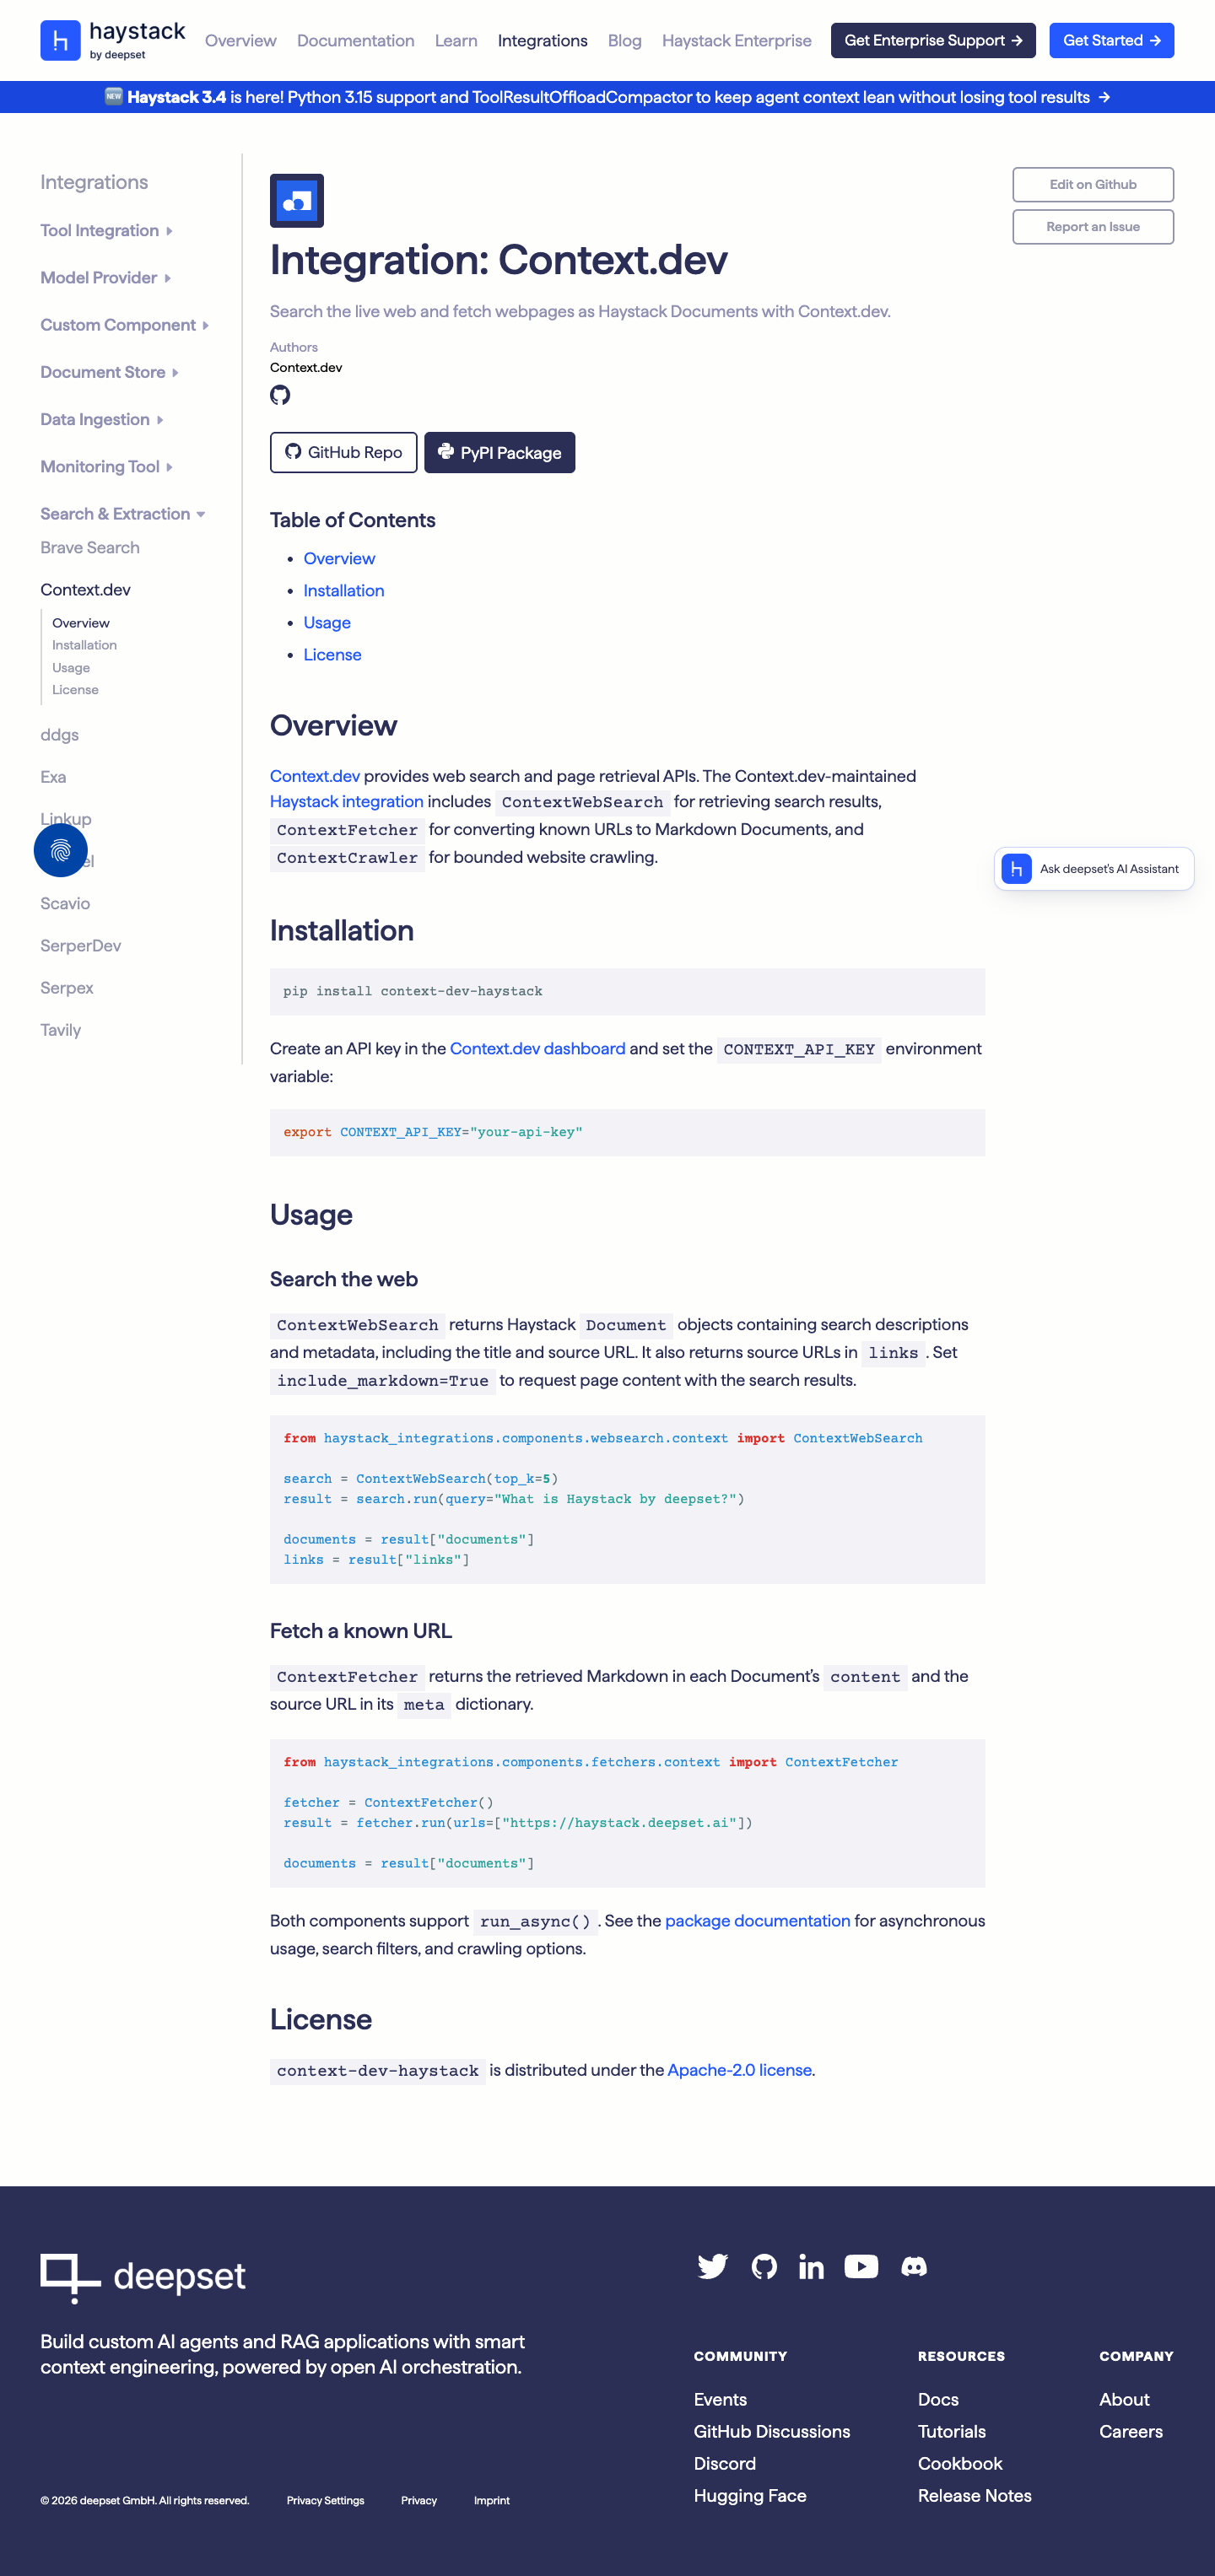 haystack
by deepset
Overview
Documentation
Learn
Integrations
Blog
Haystack Enterprise
Get Enterprise Support →
Get Started →
🆕 Haystack 3.4 is here! Python 3.15 support and ToolResultOffloadCompactor to keep agent context lean without losing tool results →
Integrations
Tool Integration
Model Provider
Custom Component
Document Store
Data Ingestion
Monitoring Tool
Search & Extraction
Brave Search
Context.dev
Overview
Installation
Usage
License
ddgs
Exa
Linkup
Scavio
SerperDev
Serpex
Tavily
Edit on Github
Report an Issue
Integration: Context.dev
Search the live web and fetch webpages as Haystack Documents with Context.dev.
Authors
Context.dev
GitHub Repo
PyPI Package
Table of Contents
• Overview
• Installation
• Usage
• License
Overview
Context.dev provides web search and page retrieval APIs. The Context.dev-maintained
Haystack integration includes ContextWebSearch for retrieving search results,
ContextFetcher for converting known URLs to Markdown Documents, and
ContextCrawler for bounded website crawling.
Ask deepset's AI Assistant
Installation
pip install context-dev-haystack
Create an API key in the Context.dev dashboard and set the CONTEXT_API_KEY environment
variable:
export CONTEXT_API_KEY="your-api-key"
Usage
Search the web
ContextWebSearch returns Haystack Document objects containing search descriptions
and metadata, including the title and source URL. It also returns source URLs in links . Set
include_markdown=True to request page content with the search results.
from haystack_integrations.components.websearch.context import ContextWebSearch
search = ContextWebSearch(top_k=5)
result = search.run(query="What is Haystack by deepset?")
documents = result["documents"]
links = result["links"]
Fetch a known URL
ContextFetcher returns the retrieved Markdown in each Document's content and the
source URL in its meta dictionary.
from haystack_integrations.components.fetchers.context import ContextFetcher
fetcher = ContextFetcher()
result = fetcher.run(urls=["https://haystack.deepset.ai"])
documents = result["documents"]
Both components support run_async() . See the package documentation for asynchronous
usage, search filters, and crawling options.
License
context-dev-haystack is distributed under the Apache-2.0 license.
deepset
Build custom AI agents and RAG applications with smart
context engineering, powered by open AI orchestration.
COMMUNITY
Events
GitHub Discussions
Discord
Hugging Face
RESOURCES
Docs
Tutorials
Cookbook
Release Notes
COMPANY
About
Careers
© 2026 deepset GmbH. All rights reserved.
Privacy Settings
Privacy
Imprint